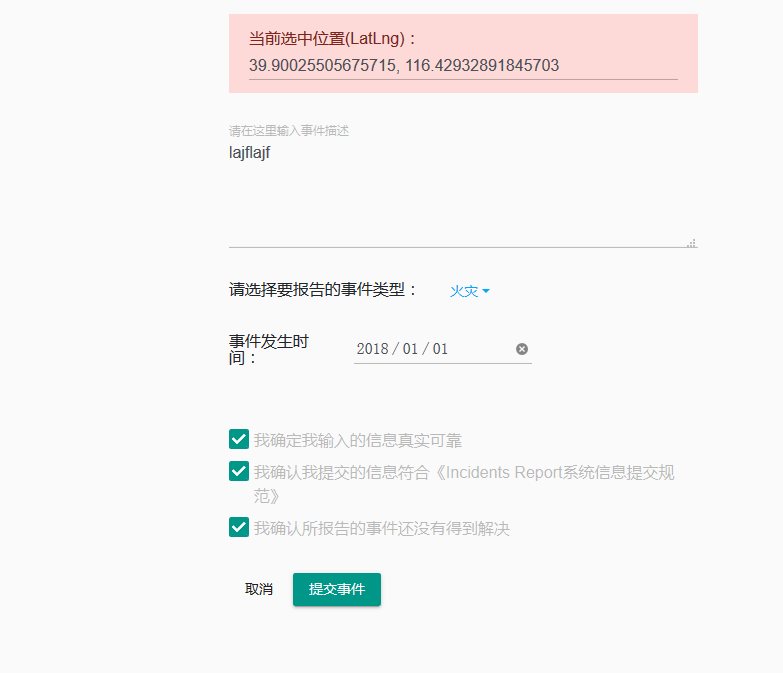 当前选中位置(LatLng)：
39.90025505675715, 116.42932891845703
请在这里输入事件描述
lajflajf
请选择要报告的事件类型： 火灾
事件发生时
间：
2018 / 01 / 01
我确定我输入的信息真实可靠
我确认我提交的信息符合《Incidents Report系统信息提交规
范》
我确认所报告的事件还没有得到解决
取消 提交事件